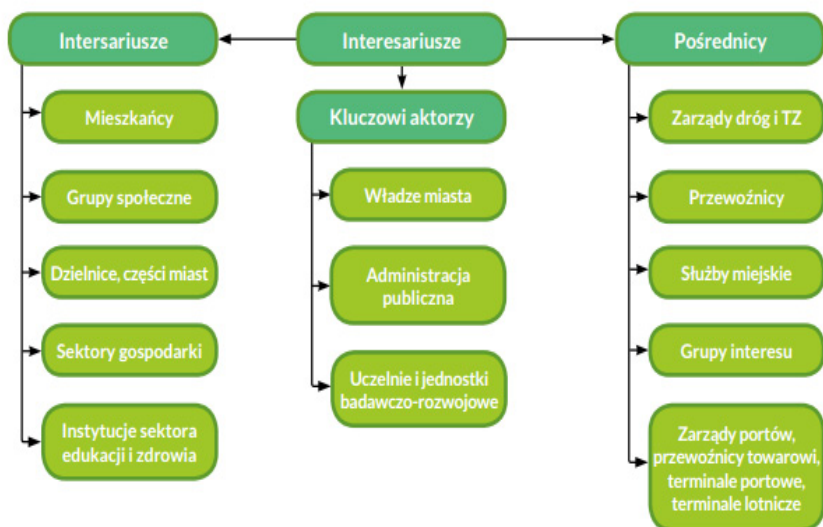 Intersariusze
Mieszkańcy
Grupy społeczne
Dzielnice, części miast
Sektory gospodarki
Instytucje sektora
edukacji i zdrowia
Interesariusze
Kluczowi aktorzy
Władze miasta
Administracja
publiczna
Uczelnie i jednostki
badawczo-rozwojowe
Pośrednicy
Zarządy dróg i TZ
Przewoźnicy
Służby miejskie
Grupy interesu
Zarządy portów,
przewoźnicy towarowi,
terminale portowe,
terminale lotnicze